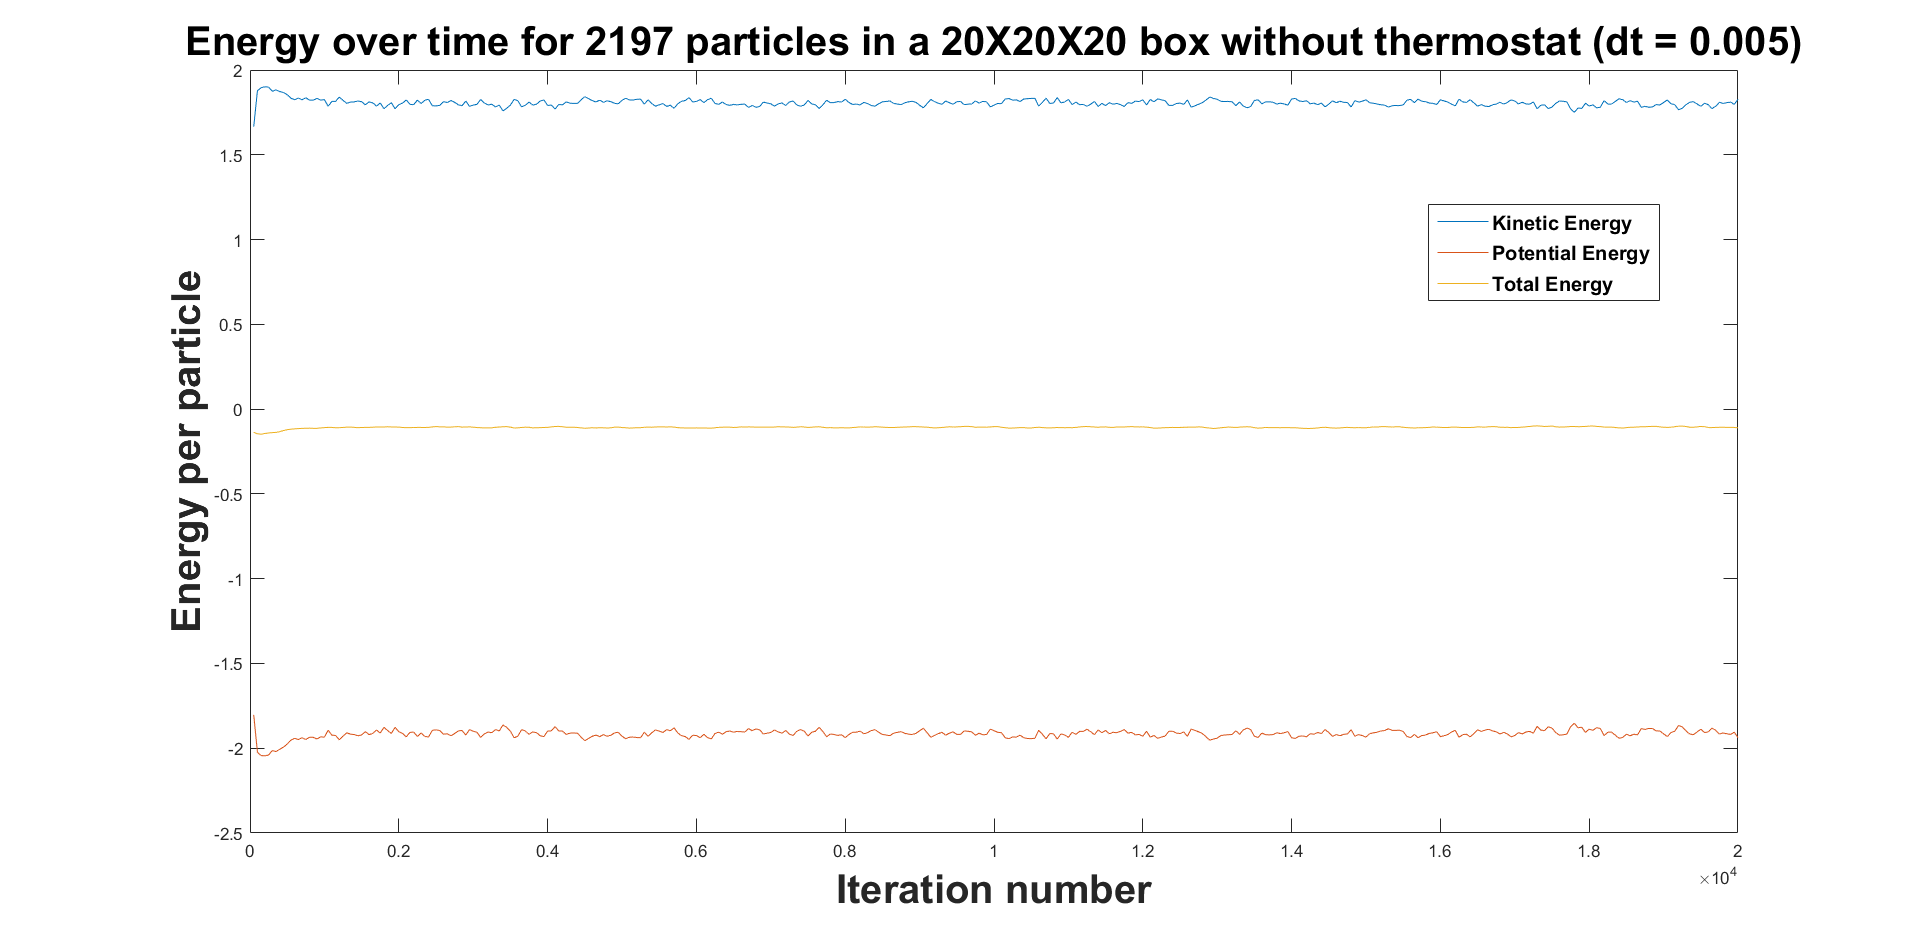 Energy over time for 2197 particles in a 20X20X20 box without thermostat (dt = 0.005)
2
1.5
1
0.5
0
-0.5
-1
-1.5
-2
-2.5
Energy per particle
Kinetic Energy
Potential Energy
Total Energy
0 0.2 0.4 0.6 0.8 1 1.2 1.4 1.6 1.8 2
×10⁴
Iteration number